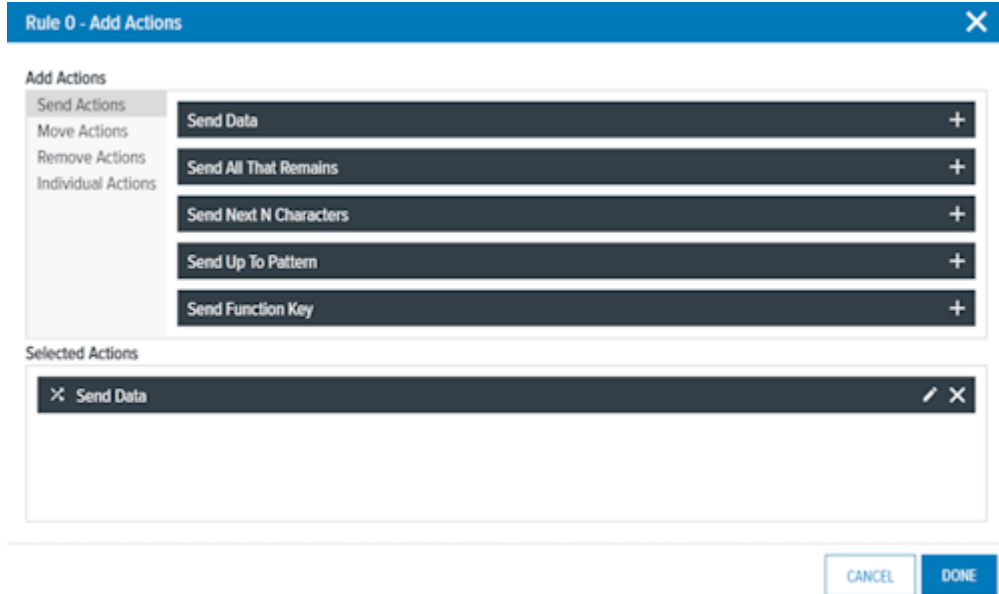 Rule 0 - Add Actions
Add Actions
Send Actions
Move Actions
Remove Actions
Individual Actions
Send Data
Send All That Remains
Send Next N Characters
Send Up To Pattern
Send Function Key
Selected Actions
Send Data
CANCEL
DONE